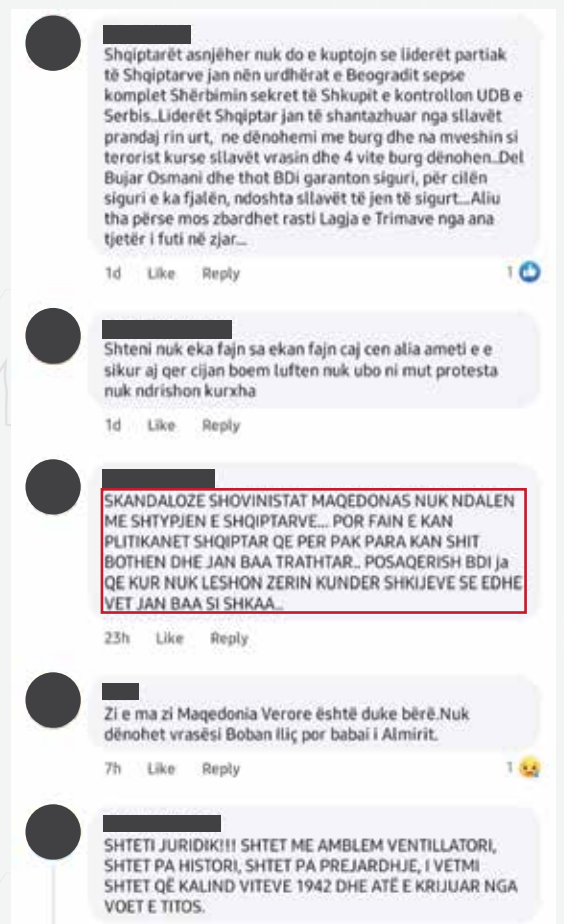 Shqiptarët asnjëher nuk do e kuptojn se liderët partiak
të Shqiptarve jan nën urdhërat e Beogradit sepse
komplet Shërbimin sekret të Shkupit e kontrollon UDB e
Serbis..Liderët Shqiptar jan të shantazhuar nga sllavët
prandaj rin urt, ne dënohemi me burg dhe na mveshin si
terorist kurse sllavët vrasin dhe 4 vite burg dënohen..Del
Bujar Osmani dhe thot BDi garanton siguri, për cilën
siguri e ka fjalën, ndoshta sllavët të jen të sigurt...Aliu
tha përse mos zbardhet rasti Lagja e Trimave nga ana
tjetër i futi në zjar...
1d Like Reply 1
Shteni nuk eka fajn sa ekan fajn caj cen alia ameti e e
sikur aj qer cijan boem luften nuk ubo ni mut protesta
nuk ndrishon kurxha
1d Like Reply
SKANDALOZE SHOVINISTAT MAQEDONAS NUK NDALEN
ME SHTYPJEN E SHQIPTARVE... POR FAIN E KAN
PLITIKANET SHQIPTAR QE PER PAK PARA KAN SHIT
BOTHEN DHE JAN BAA TRATHTAR.. POSAQERISH BDI ja
QE KUR NUK LESHON ZERIN KUNDER SHKIJEVE SE EDHE
VET JAN BAA SI SHKAA..
23h Like Reply
Zi e ma zi Maqedonia Verore është duke bërë.Nuk
dënohet vrasësi Boban Iliç por babai i Almirit.
7h Like Reply 1
SHTETI JURIDIK!!! SHTET ME AMBLEM VENTILLATORI,
SHTET PA HISTORI, SHTET PA PREJARDHJE, I VETMI
SHTET QË KALIND VITEVE 1942 DHE ATË E KRIJUAR NGA
VOET E TITOS.